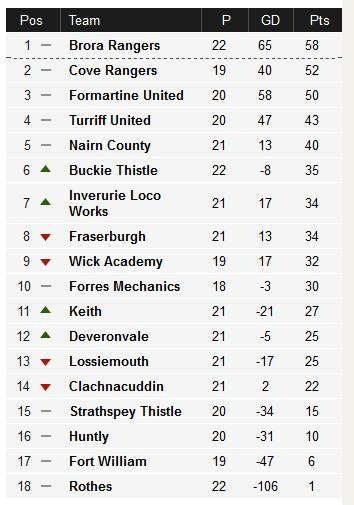 Pos Team P GD Pts
1 Brora Rangers 22 65 58
2 Cove Rangers 19 40 52
3 Formartine United 20 58 50
4 Turriff United 20 47 43
5 Nairn County 21 13 40
6 Buckie Thistle 22 -8 35
7 Inverurie Loco
Works 21 17 34
8 Fraserburgh 21 13 34
9 Wick Academy 19 17 32
10 Forres Mechanics 18 -3 30
11 Keith 21 -21 27
12 Deveronvale 21 -5 25
13 Lossiemouth 21 -17 25
14 Clachnacuddin 21 2 22
15 Strathspey Thistle 20 -34 15
16 Huntly 20 -31 10
17 Fort William 19 -47 6
18 Rothes 22 -106 1